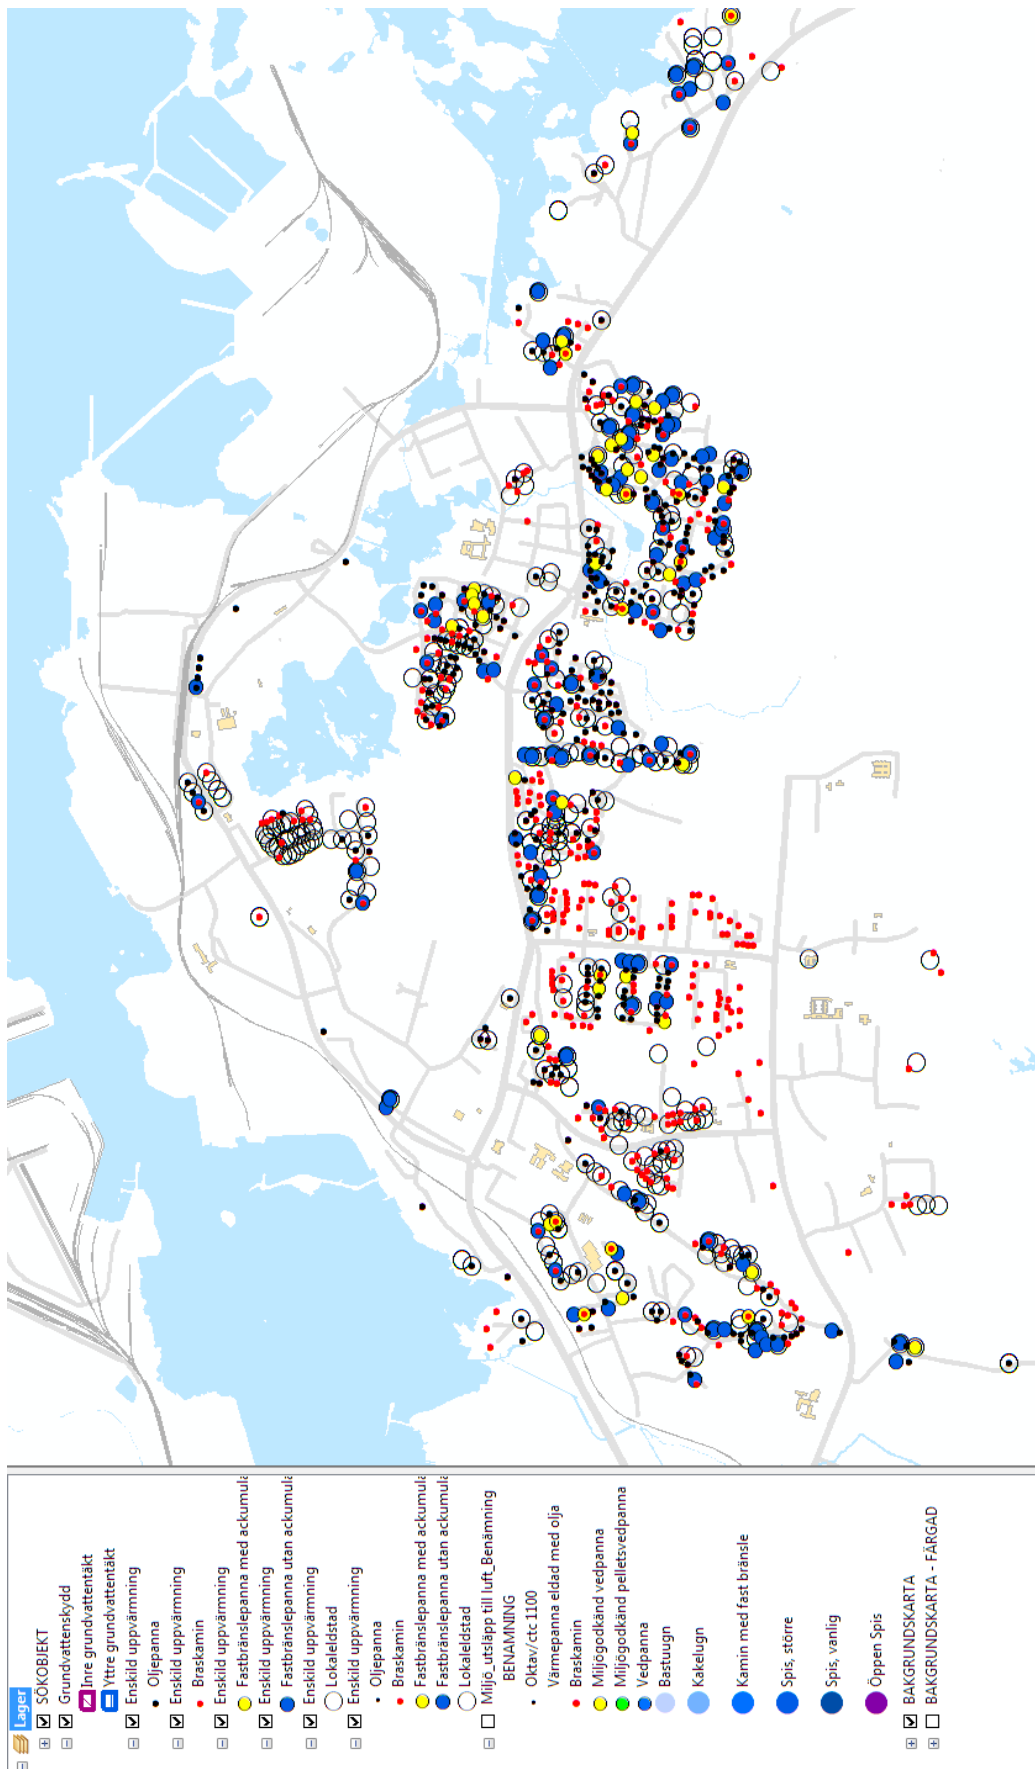 Lager
SÖKOBJEKT
Grundvattenskydd
Inre grundvattentäkt
Yttre grundvattentäkt
Enskild uppvärmning
Oljepanna
Enskild uppvärmning
Braskamin
Enskild uppvärmning
Fastbränslepanna med ackumula
Enskild uppvärmning
Fastbränslepanna utan ackumula
Enskild uppvärmning
Lokaleldstad
Enskild uppvärmning
Oljepanna
Braskamin
Fastbränslepanna med ackumula
Fastbränslepanna utan ackumula
Lokaleldstad
Miljö_utsläpp till luft_Benämning
BENAMNING
Oktav/ctc 1100
Värmepanna eldad med olja
Braskamin
Miljögodkänd vedpanna
Miljögodkänd pelletsvedpanna
Vedpanna
Bastuugn
Kakelugn
Kamin med fast bränsle
Spis, större
Spis, vanlig
Öppen Spis
BAKGRUNDSKARTA
BAKGRUNDSKARTA - FÄRGAD